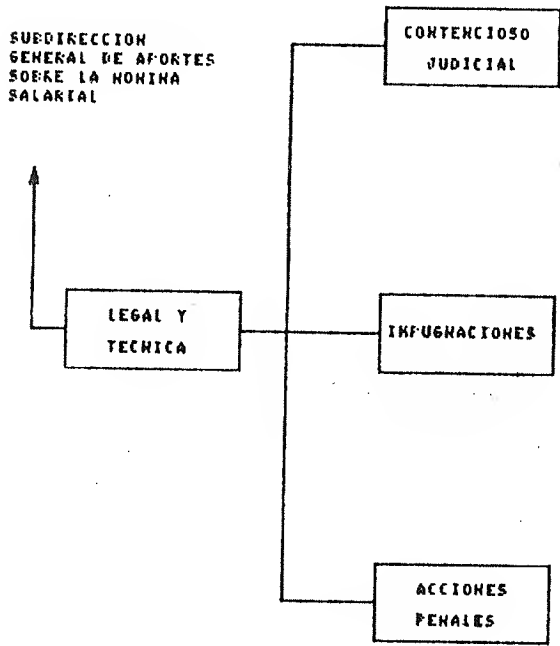 SUBDIRECCION
GENERAL DE APORTES
SOBRE LA NOMINA
SALARIAL
CONTENCIOSO
JUDICIAL
LEGAL Y
TECNICA
IMPUGNACIONES
ACCIONES
PENALES